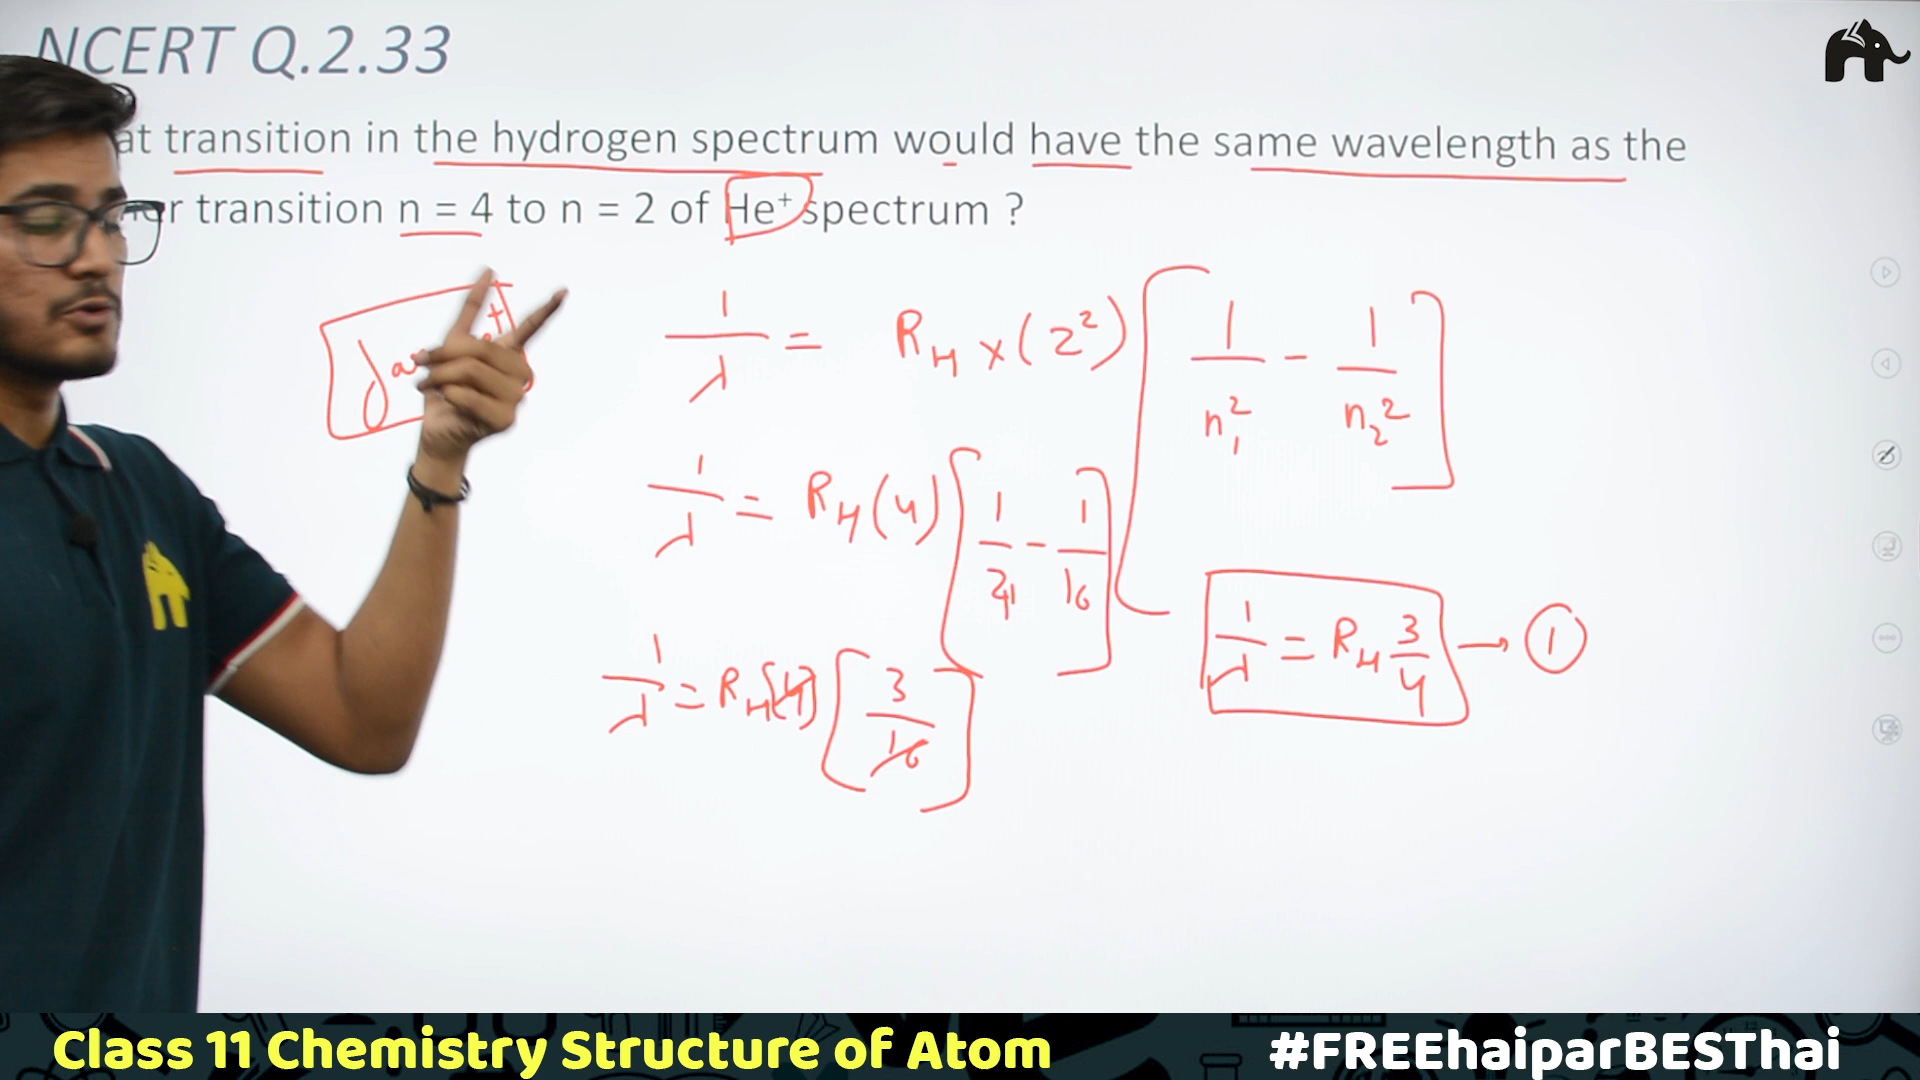 NCERT Q.2.33
at transition in the hydrogen spectrum would have the same wavelength as the
er transition n = 4 to n = 2 of He⁺ spectrum ?
1/λ = R_H × (Z²) [1/n₁² - 1/n₂²]
1/λ = R_H (4) [1/4 - 1/16]
1/λ = R_H (4) [3/16]
1/λ = R_H 3/4 → ①
Class 11 Chemistry Structure of Atom
#FREEhaiparBESThai